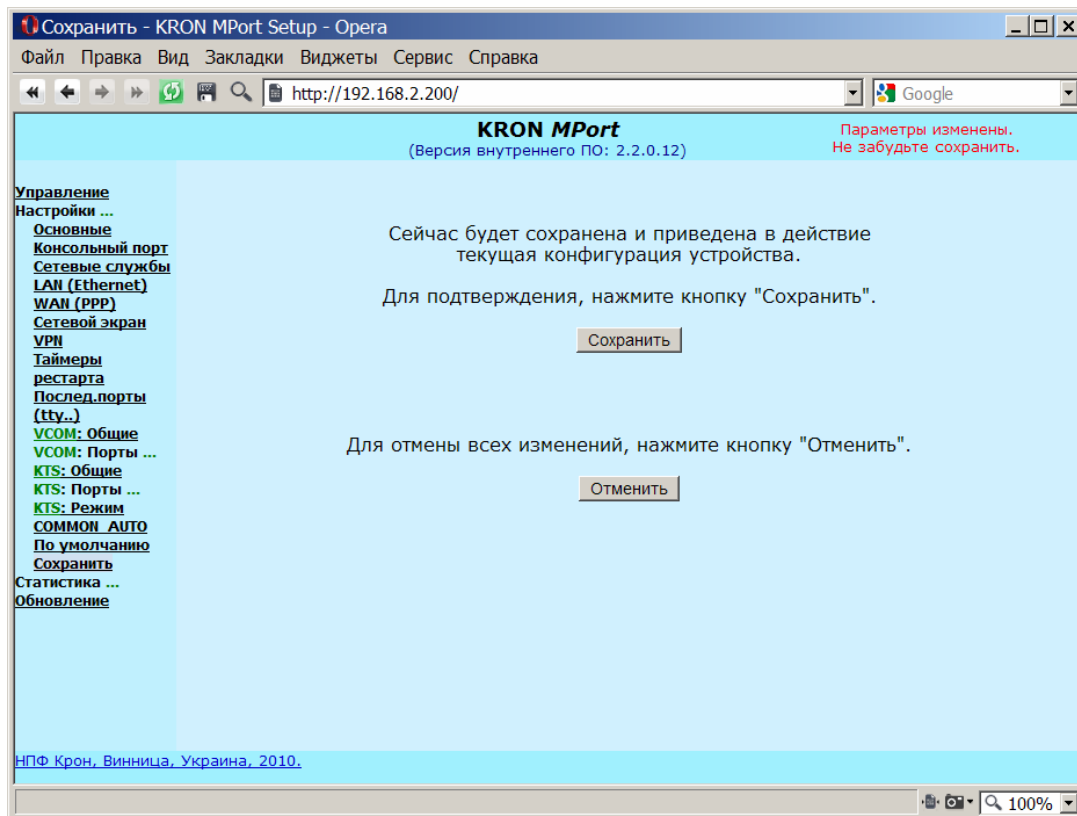 Сохранить - KRON MPort Setup - Opera
Файл Правка Вид Закладки Виджеты Сервис Справка
http://192.168.2.200/ Google
KRON MPort
(Версия внутреннего ПО: 2.2.0.12)
Параметры изменены.
Не забудьте сохранить.
Управление
Настройки ...
Основные
Консольный порт
Сетевые службы
LAN (Ethernet)
WAN (PPP)
Сетевой экран
VPN
Таймеры
рестарта
Послед.порты
(tty..)
VCOM: Общие
VCOM: Порты ...
KTS: Общие
KTS: Порты ...
KTS: Режим
COMMON_AUTO
По умолчанию
Сохранить
Статистика ...
Обновление
Сейчас будет сохранена и приведена в действие
текущая конфигурация устройства.
Для подтверждения, нажмите кнопку "Сохранить".
Сохранить
Для отмены всех изменений, нажмите кнопку "Отменить".
Отменить
НПФ Крон, Винница, Украина, 2010.
100%